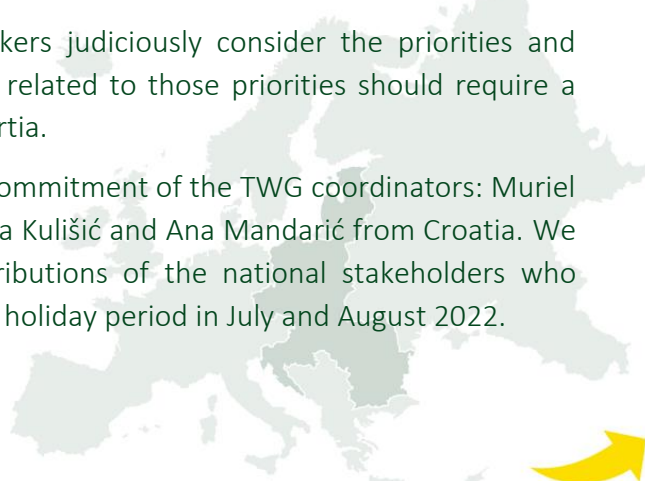 kers judiciously consider the priorities and
related to those priorities should require a
rtia.
ommitment of the TWG coordinators: Muriel
a Kulišić and Ana Mandarić from Croatia. We
ributions of the national stakeholders who
holiday period in July and August 2022.